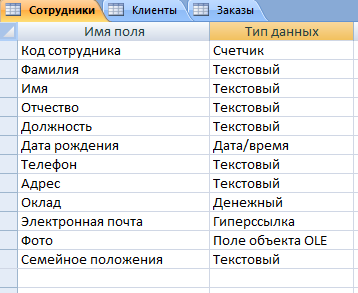 Сотрудники Клиенты Заказы
Имя поля Тип данных
Код сотрудника Счетчик
Фамилия Текстовый
Имя Текстовый
Отчество Текстовый
Должность Текстовый
Дата рождения Дата/время
Телефон Текстовый
Адрес Текстовый
Оклад Денежный
Электронная почта Гиперссылка
Фото Поле объекта OLE
Семейное положения Текстовый